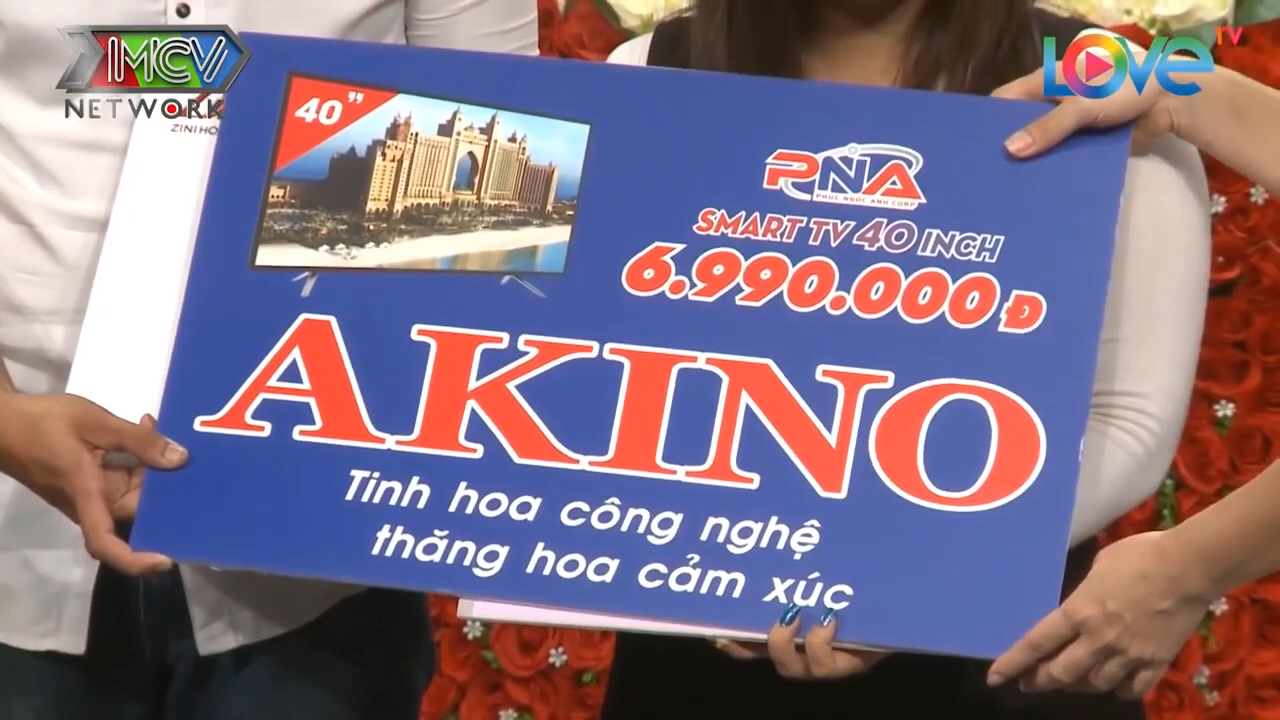 MCV
NETWORK
LOVE TV
ZINIHO
40"
PNA
PHUC NGOC ANH CORP
SMART TV 40 INCH
6.990.000 Đ
AKINO
Tinh hoa công nghệ
thăng hoa cảm xúc